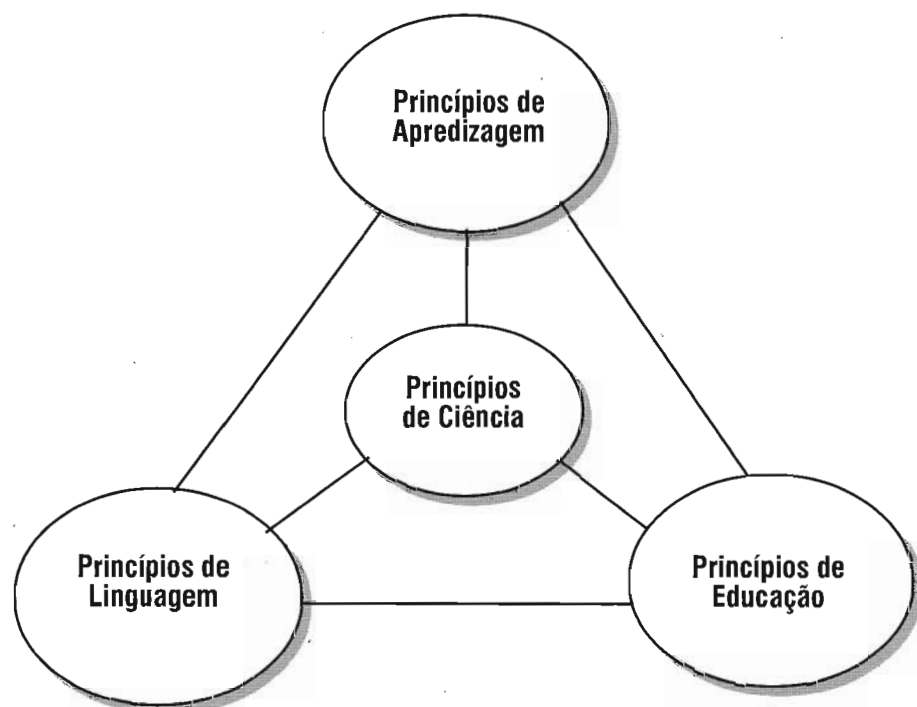 Princípios de
Apredizagem
Princípios
de Ciência
Princípios de
Linguagem
Princípios de
Educação